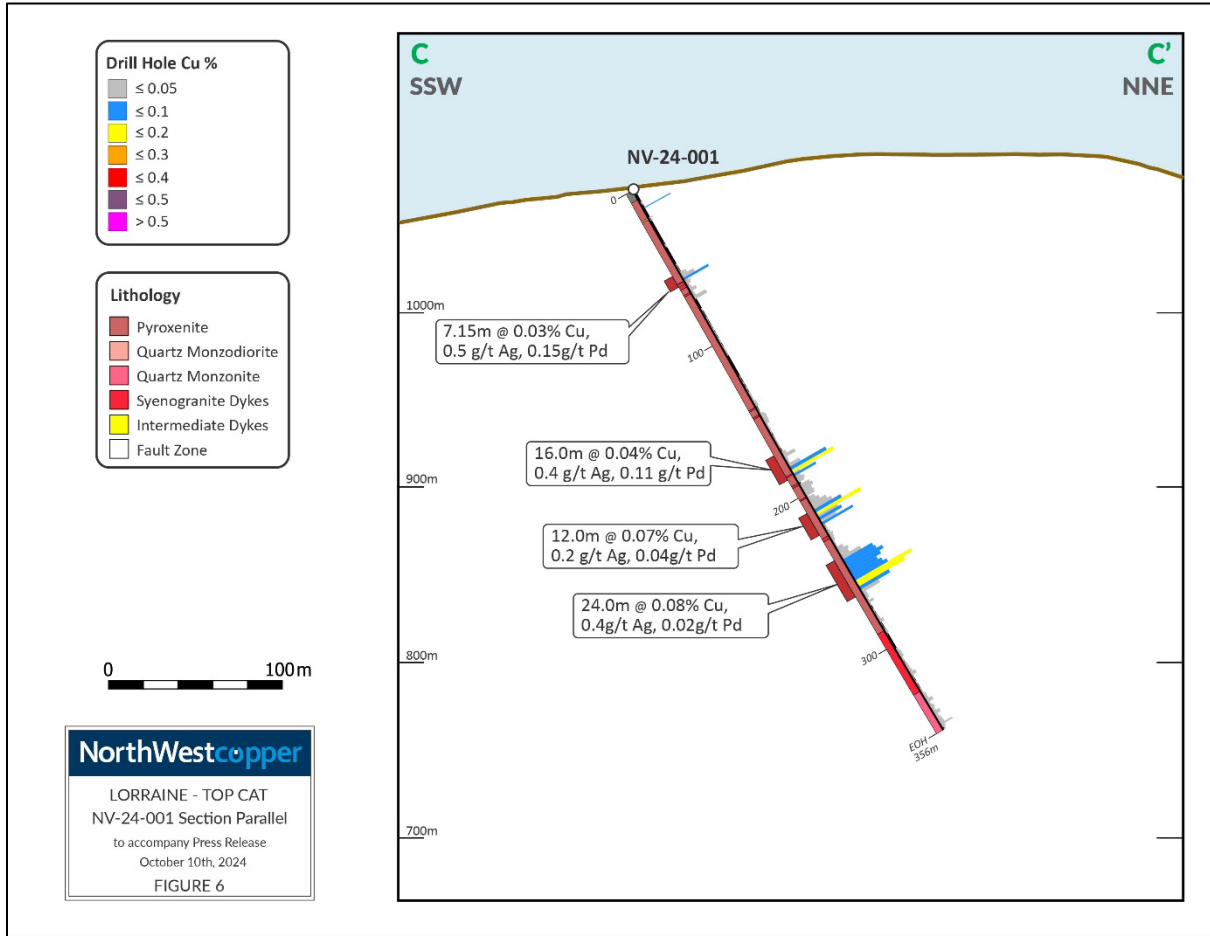 Drill Hole Cu %
≤ 0.05
≤ 0.1
≤ 0.2
≤ 0.3
≤ 0.4
≤ 0.5
> 0.5
Lithology
Pyroxenite
Quartz Monzodiorite
Quartz Monzonite
Syenogranite Dykes
Intermediate Dykes
Fault Zone
0 100m
NorthWestcopper
LORRAINE - TOP CAT
NV-24-001 Section Parallel
to accompany Press Release
October 10th, 2024
FIGURE 6
C
SSW
C’
NNE
NV-24-001
0
1000m
7.15m @ 0.03% Cu,
0.5 g/t Ag, 0.15g/t Pd
100
16.0m @ 0.04% Cu,
0.4 g/t Ag, 0.11 g/t Pd
900m
200
12.0m @ 0.07% Cu,
0.2 g/t Ag, 0.04g/t Pd
24.0m @ 0.08% Cu,
0.4g/t Ag, 0.02g/t Pd
800m
300
EOH
356m
700m